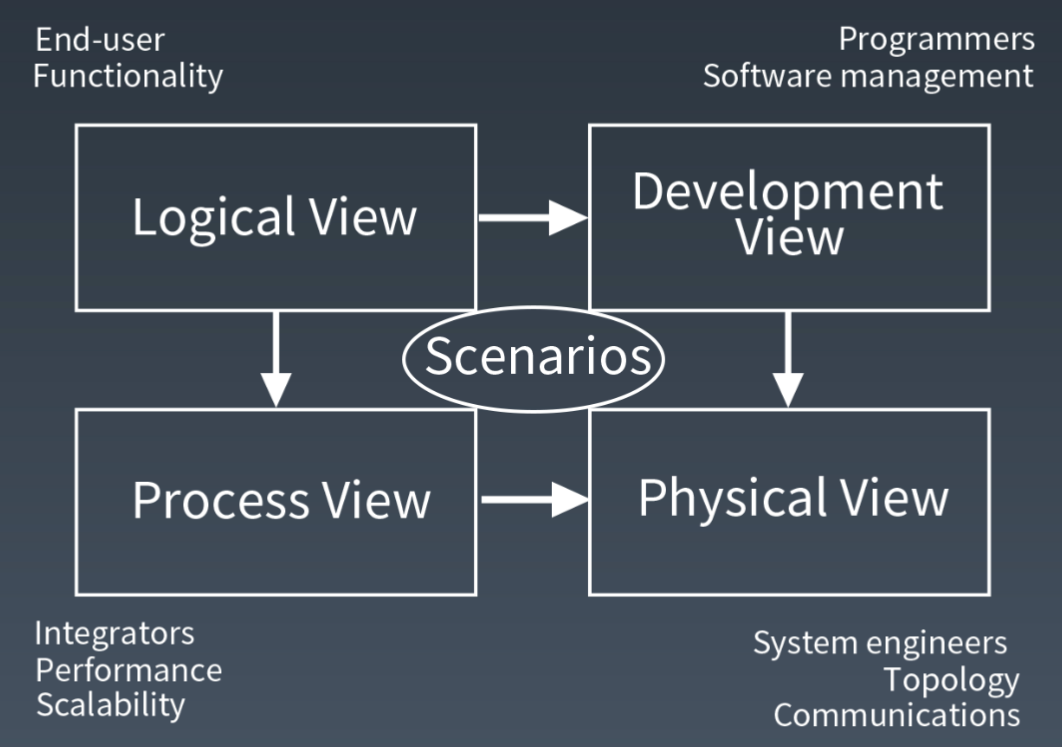 End-user
Functionality
Programmers
Software management
Logical View
Development
View
Scenarios
Process View
Physical View
Integrators
Performance
Scalability
System engineers
Topology
Communications